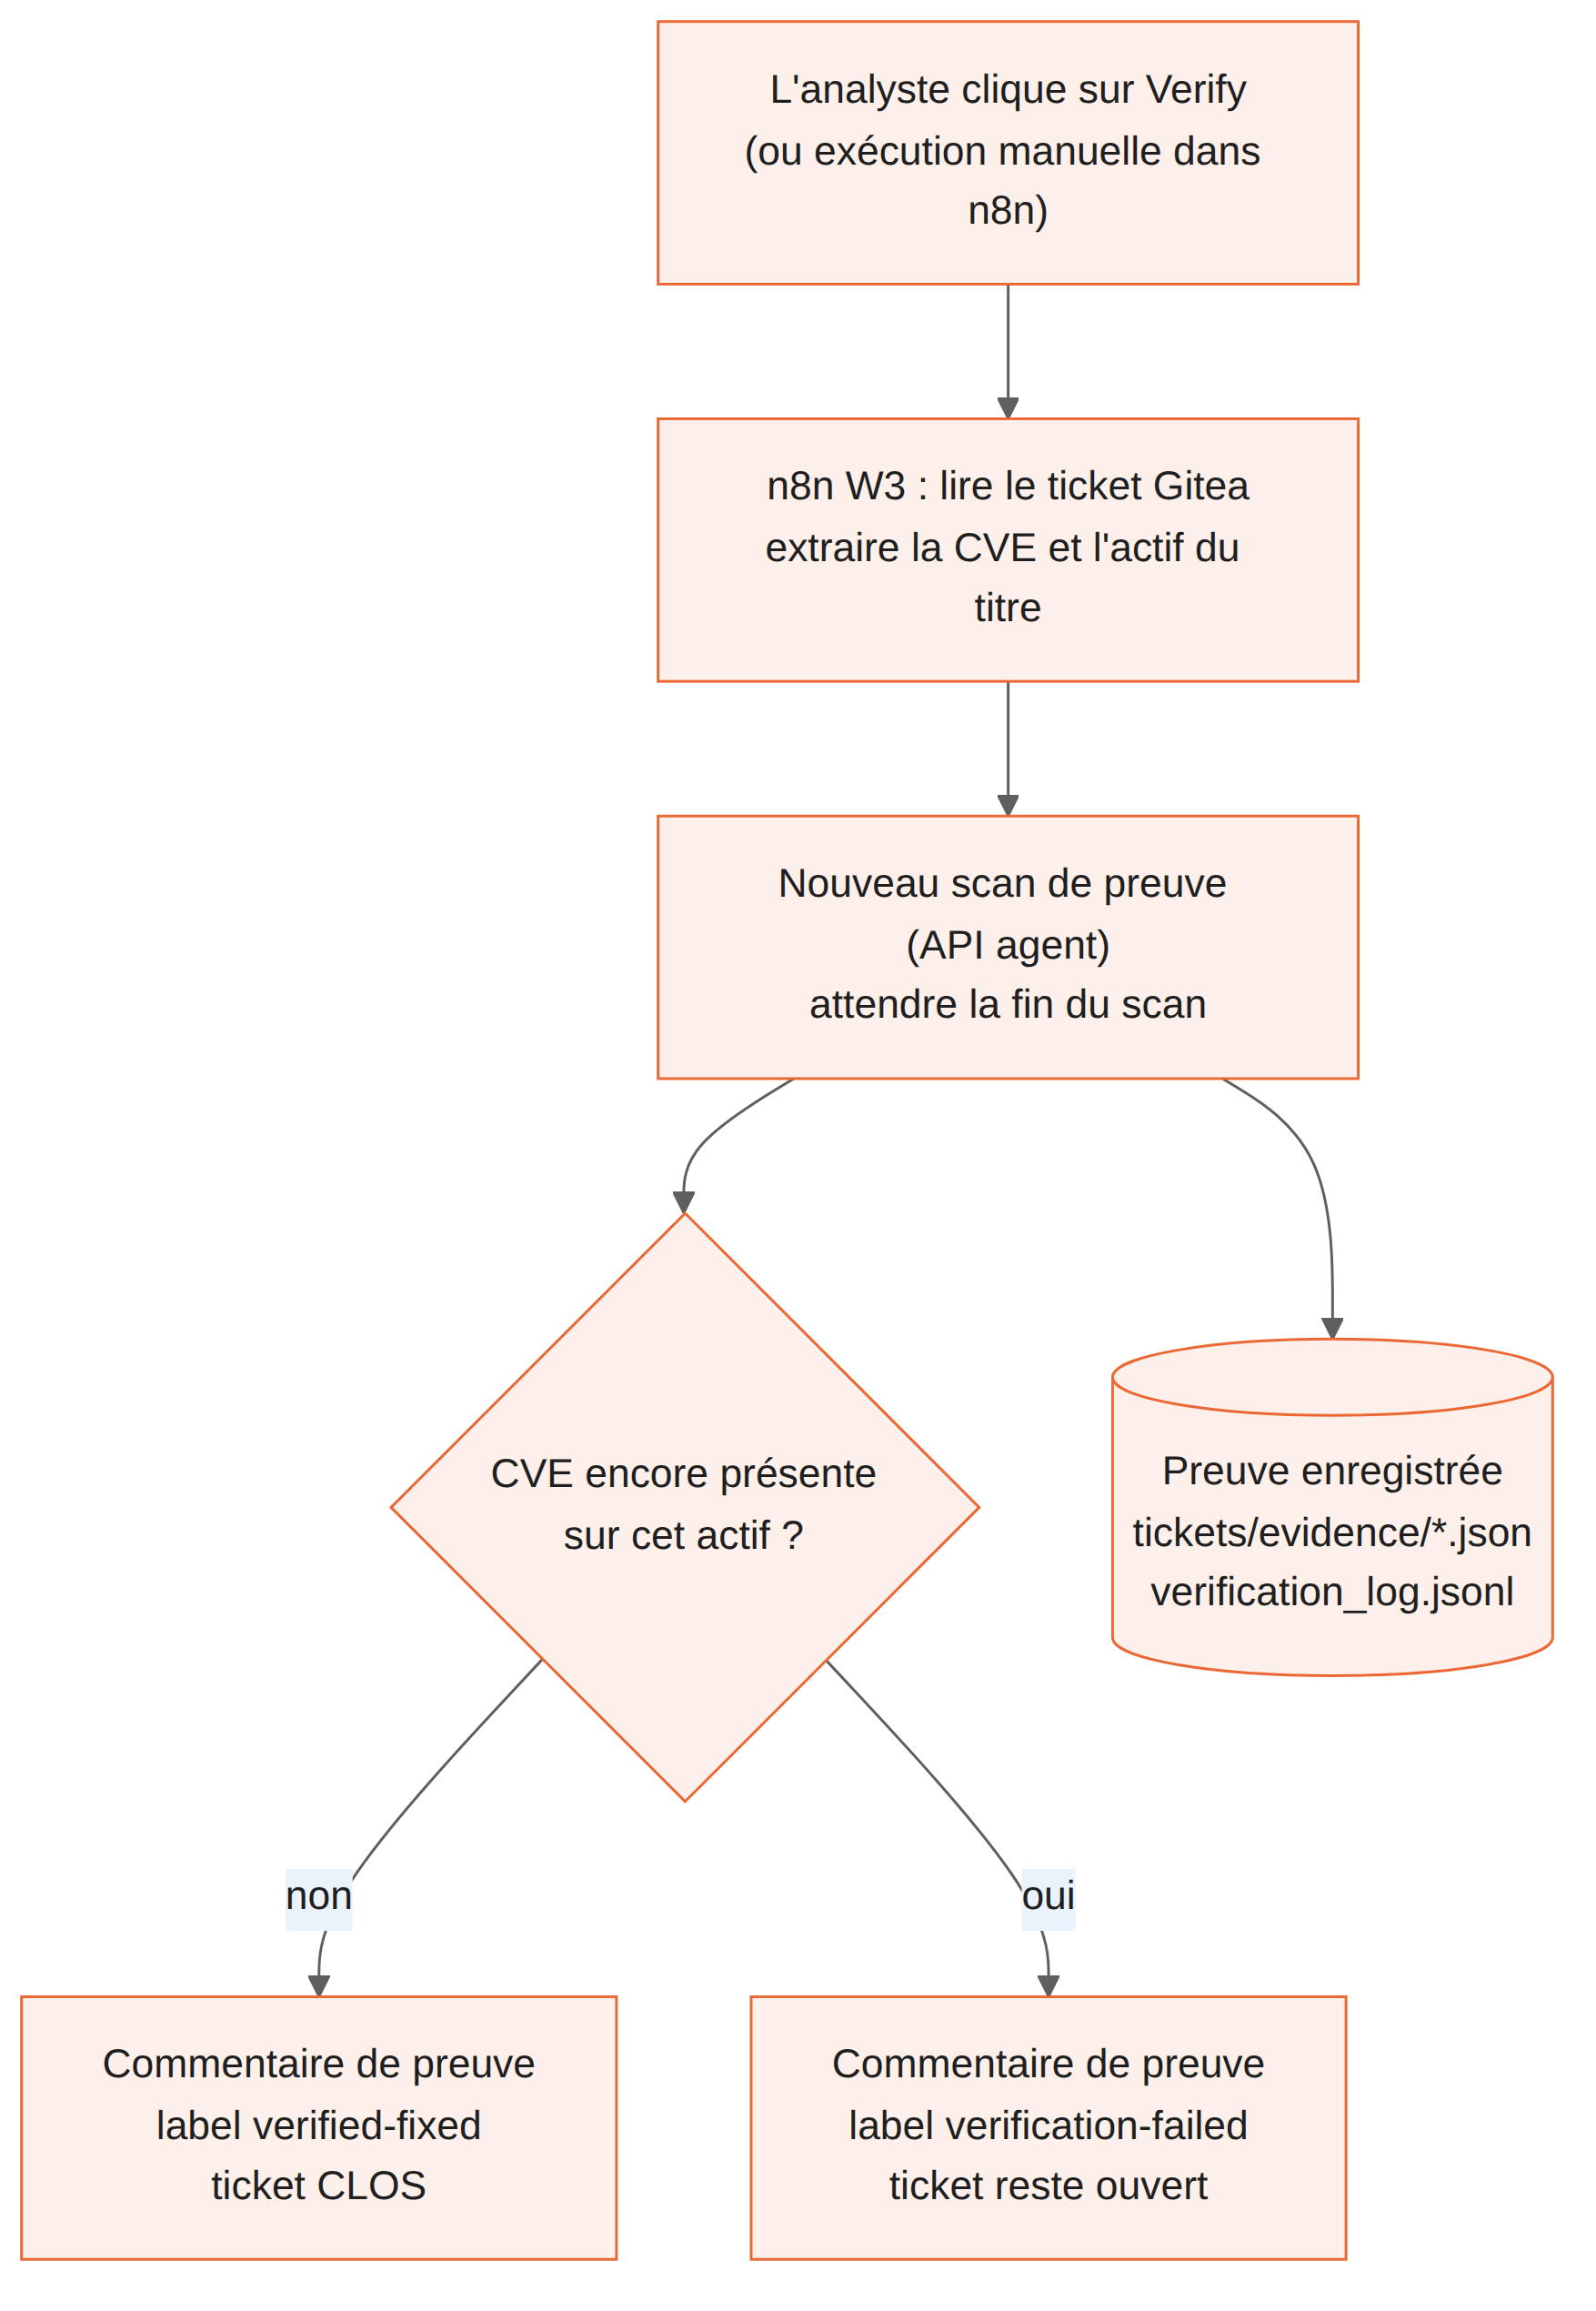 L'analyste clique sur Verify
(ou exécution manuelle dans
n8n)
n8n W3 : lire le ticket Gitea
extraire la CVE et l'actif du
titre
Nouveau scan de preuve
(API agent)
attendre la fin du scan
CVE encore présente
sur cet actif ?
Preuve enregistrée
tickets/evidence/*.json
verification_log.jsonl
non
oui
Commentaire de preuve
label verified-fixed
ticket CLOS
Commentaire de preuve
label verification-failed
ticket reste ouvert